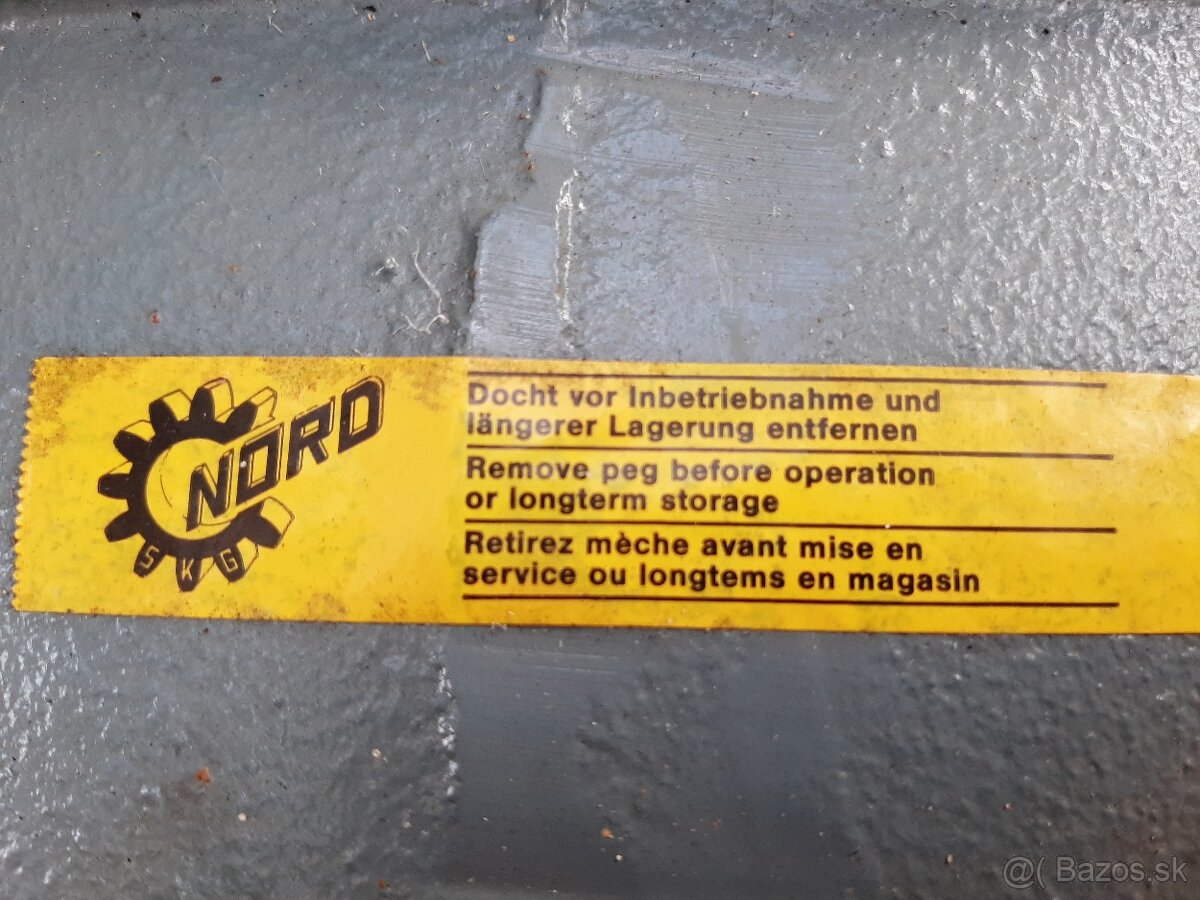 NORD
SKG
Docht vor Inbetriebnahme und
längerer Lagerung entfernen
Remove peg before operation
or longterm storage
Retirez mèche avant mise en
service ou longtems en magasin
@( Bazos.sk